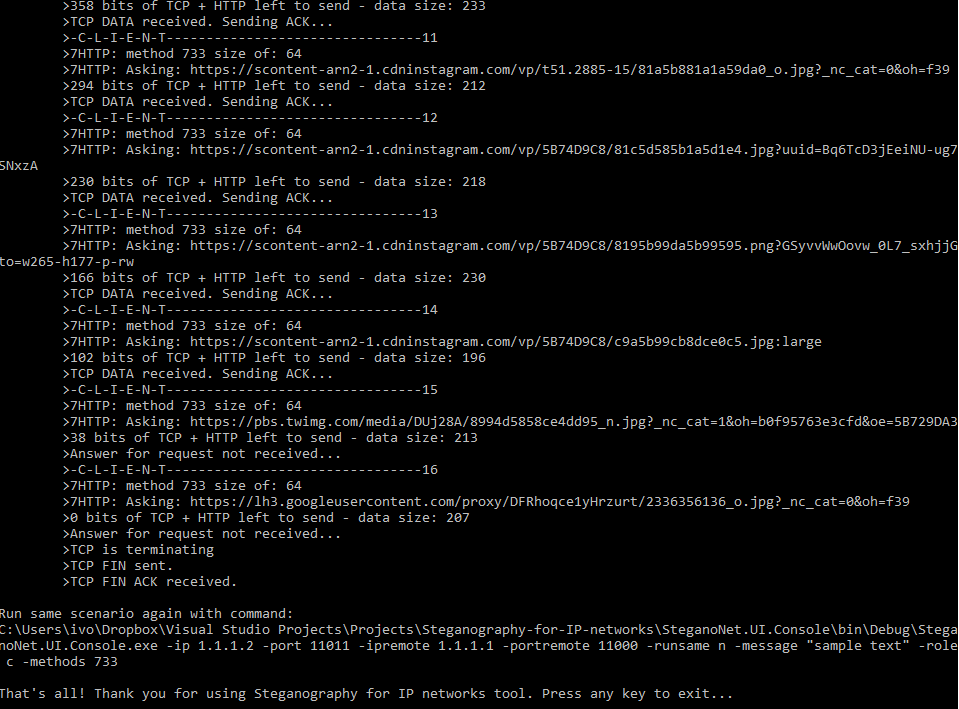 >358 bits of TCP + HTTP left to send - data size: 233
>TCP DATA received. Sending ACK...
>-C-L-I-E-N-T--------------------------------11
>7HTTP: method 733 size of: 64
>7HTTP: Asking: https://scontent-arn2-1.cdninstagram.com/vp/t51.2885-15/81a5b881a1a59da0_o.jpg?_nc_cat=0&oh=f39
>294 bits of TCP + HTTP left to send - data size: 212
>TCP DATA received. Sending ACK...
>-C-L-I-E-N-T--------------------------------12
>7HTTP: method 733 size of: 64
>7HTTP: Asking: https://scontent-arn2-1.cdninstagram.com/vp/5B74D9C8/81c5d585b1a5d1e4.jpg?uuid=Bq6TcD3jEeiNU-ug7
SNxzA
>230 bits of TCP + HTTP left to send - data size: 218
>TCP DATA received. Sending ACK...
>-C-L-I-E-N-T--------------------------------13
>7HTTP: method 733 size of: 64
>7HTTP: Asking: https://scontent-arn2-1.cdninstagram.com/vp/5B74D9C8/8195b99da5b99595.png?GSyvvWwOovw_0L7_sxhjjG
to=w265-h177-p-rw
>166 bits of TCP + HTTP left to send - data size: 230
>TCP DATA received. Sending ACK...
>-C-L-I-E-N-T--------------------------------14
>7HTTP: method 733 size of: 64
>7HTTP: Asking: https://scontent-arn2-1.cdninstagram.com/vp/5B74D9C8/c9a5b99cb8dce0c5.jpg:large
>102 bits of TCP + HTTP left to send - data size: 196
>TCP DATA received. Sending ACK...
>-C-L-I-E-N-T--------------------------------15
>7HTTP: method 733 size of: 64
>7HTTP: Asking: https://pbs.twimg.com/media/DUj28A/8994d5858ce4dd95_n.jpg?_nc_cat=1&oh=b0f95763e3cfd&oe=5B729DA3
>38 bits of TCP + HTTP left to send - data size: 213
>Answer for request not received...
>-C-L-I-E-N-T--------------------------------16
>7HTTP: method 733 size of: 64
>7HTTP: Asking: https://lh3.googleusercontent.com/proxy/DFRhoqce1yHrzurt/2336356136_o.jpg?_nc_cat=0&oh=f39
>0 bits of TCP + HTTP left to send - data size: 207
>Answer for request not received...
>TCP is terminating
>TCP FIN sent.
>TCP FIN ACK received.
Run same scenario again with command:
C:\Users\ivo\Dropbox\Visual Studio Projects\Projects\Steganography-for-IP-networks\SteganoNet.UI.Console\bin\Debug\Stega
noNet.UI.Console.exe -ip 1.1.1.2 -port 11011 -ipremote 1.1.1.1 -portremote 11000 -runsame n -message "sample text" -role
c -methods 733
That's all! Thank you for using Steganography for IP networks tool. Press any key to exit...